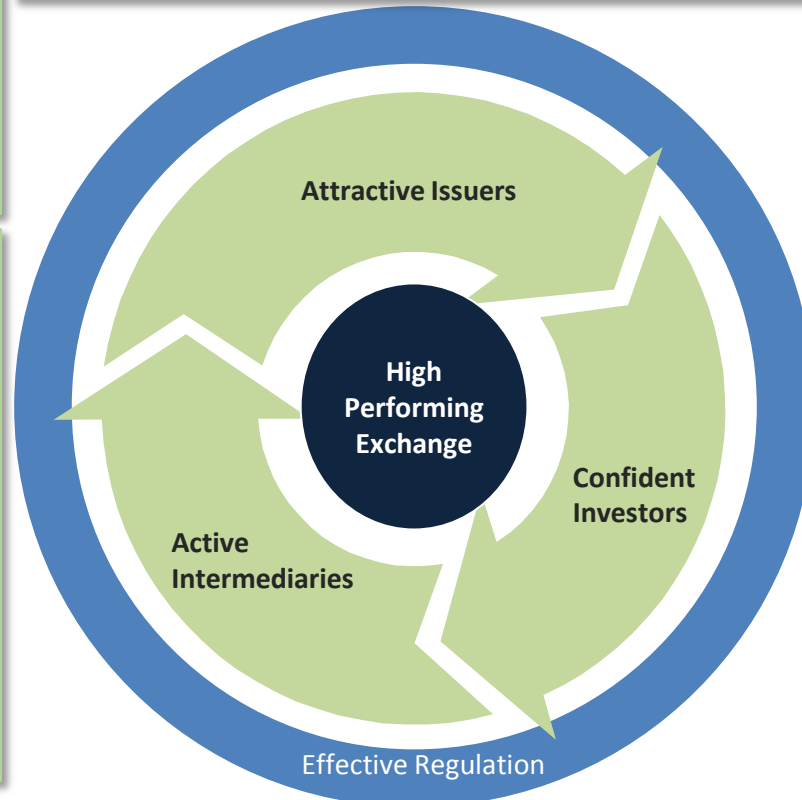 Attractive Issuers
High
Performing
Exchange
Confident
Investors
Active
Intermediaries
Effective Regulation